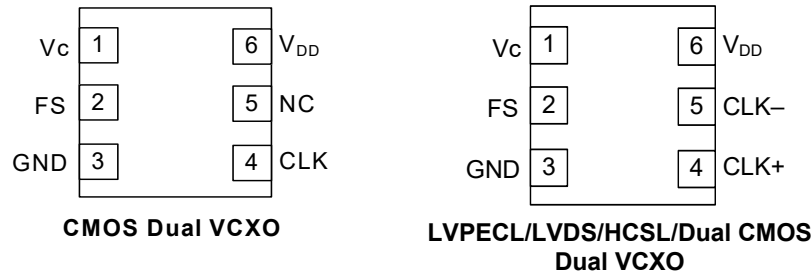 Vc 1 6 VDD
FS 2 5 NC
GND 3 4 CLK
CMOS Dual VCXO
Vc 1 6 VDD
FS 2 5 CLK–
GND 3 4 CLK+
LVPECL/LVDS/HCSL/Dual CMOS
Dual VCXO